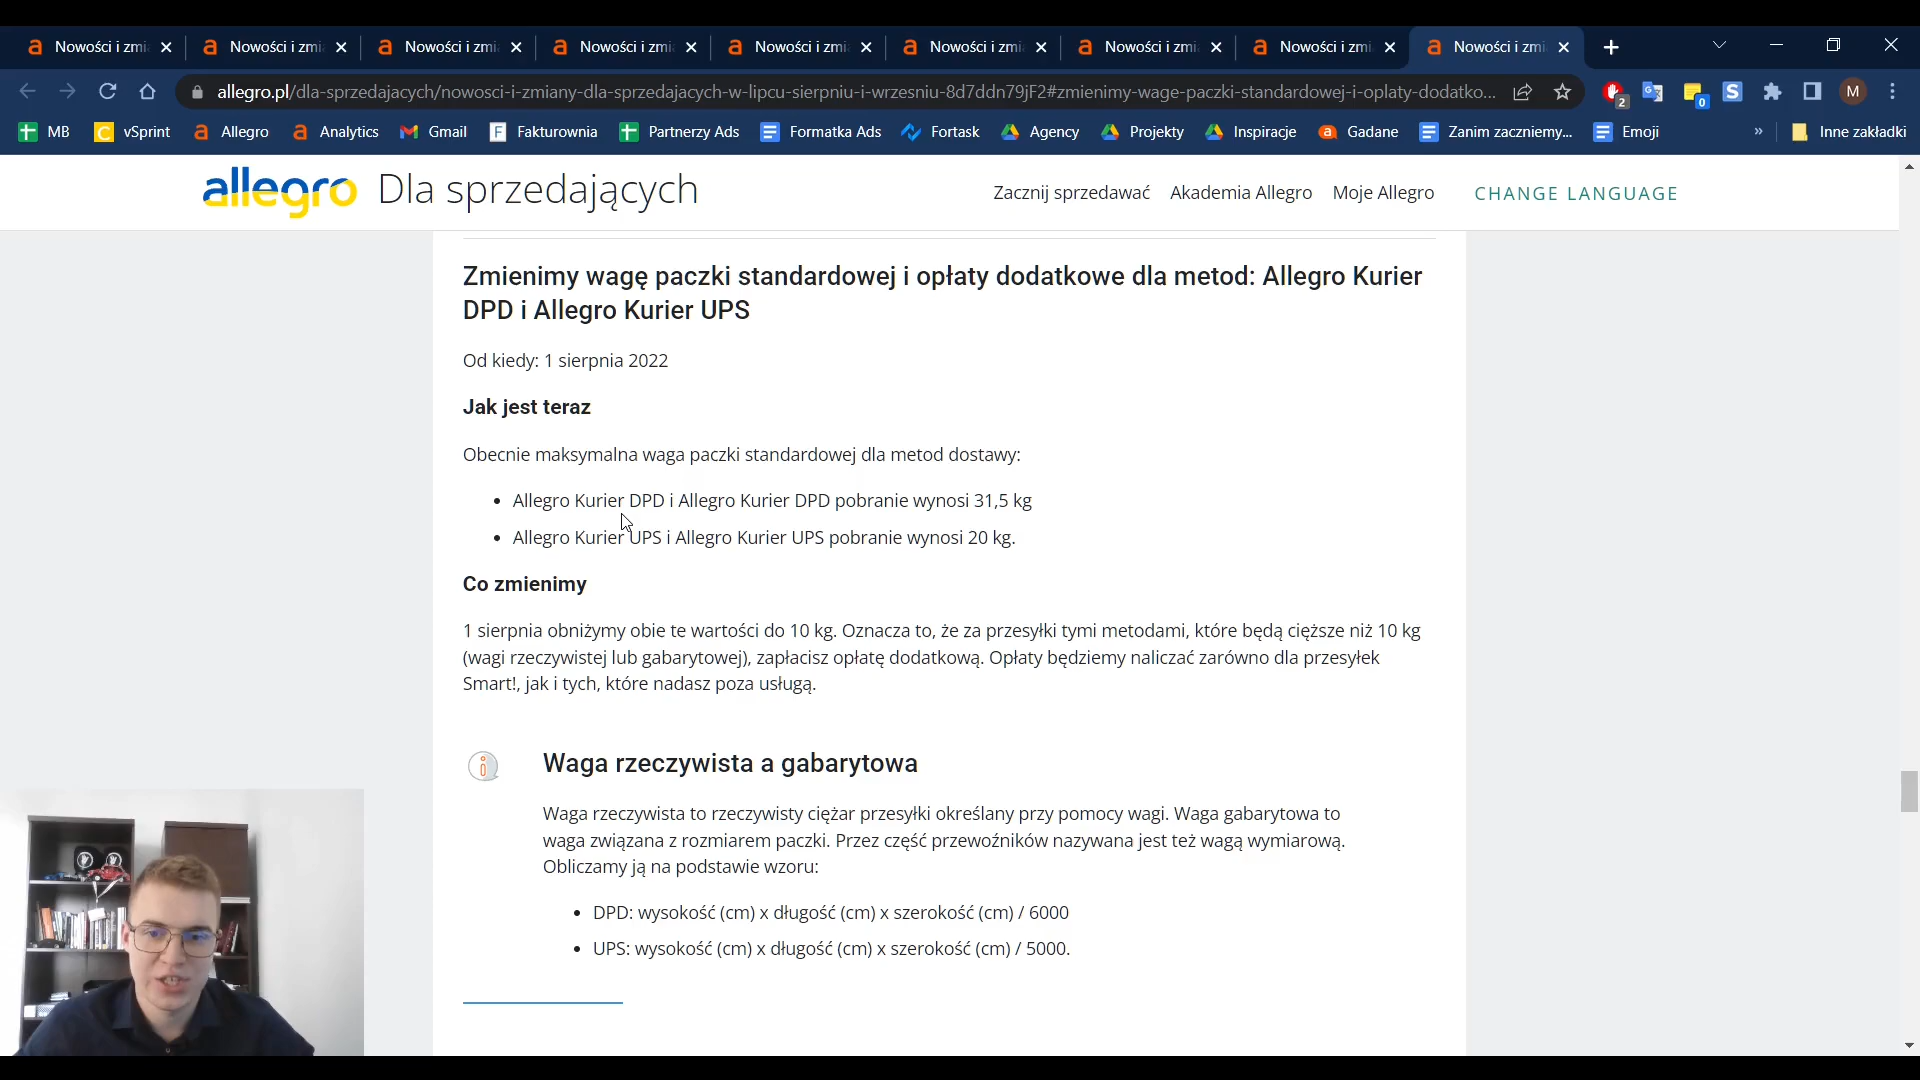 Nowości i zmi
Nowości i zmi
Nowości i zmi
Nowości i zmi
Nowości i zmi
Nowości i zmi
Nowości i zmi
Nowości i zmi
Nowości i zmi
allegro.pl/dla-sprzedajacych/nowosci-i-zmiany-dla-sprzedajacych-w-lipcu-sierpniu-i-wrzesniu-8d7ddn79jF2#zmienimy-wage-paczki-standardowej-i-oplaty-dodatko...
2
0
M
MB
vSprint
Allegro
Analytics
Gmail
Fakturownia
Partnerzy Ads
Formatka Ads
Fortask
Agency
Projekty
Inspiracje
Gadane
Zanim zaczniemy...
Emoji
»
Inne zakładki
allegro Dla sprzedających
Zacznij sprzedawać
Akademia Allegro
Moje Allegro
CHANGE LANGUAGE
Zmienimy wagę paczki standardowej i opłaty dodatkowe dla metod: Allegro Kurier
DPD i Allegro Kurier UPS
Od kiedy: 1 sierpnia 2022
Jak jest teraz
Obecnie maksymalna waga paczki standardowej dla metod dostawy:
• Allegro Kurier DPD i Allegro Kurier DPD pobranie wynosi 31,5 kg
• Allegro Kurier UPS i Allegro Kurier UPS pobranie wynosi 20 kg.
Co zmienimy
1 sierpnia obniżymy obie te wartości do 10 kg. Oznacza to, że za przesyłki tymi metodami, które będą cięższe niż 10 kg
(wagi rzeczywistej lub gabarytowej), zapłacisz opłatę dodatkową. Opłaty będziemy naliczać zarówno dla przesyłek
Smart!, jak i tych, które nadasz poza usługą.
Waga rzeczywista a gabarytowa
Waga rzeczywista to rzeczywisty ciężar przesyłki określany przy pomocy wagi. Waga gabarytowa to
waga związana z rozmiarem paczki. Przez część przewoźników nazywana jest też wagą wymiarową.
Obliczamy ją na podstawie wzoru:
• DPD: wysokość (cm) x długość (cm) x szerokość (cm) / 6000
• UPS: wysokość (cm) x długość (cm) x szerokość (cm) / 5000.